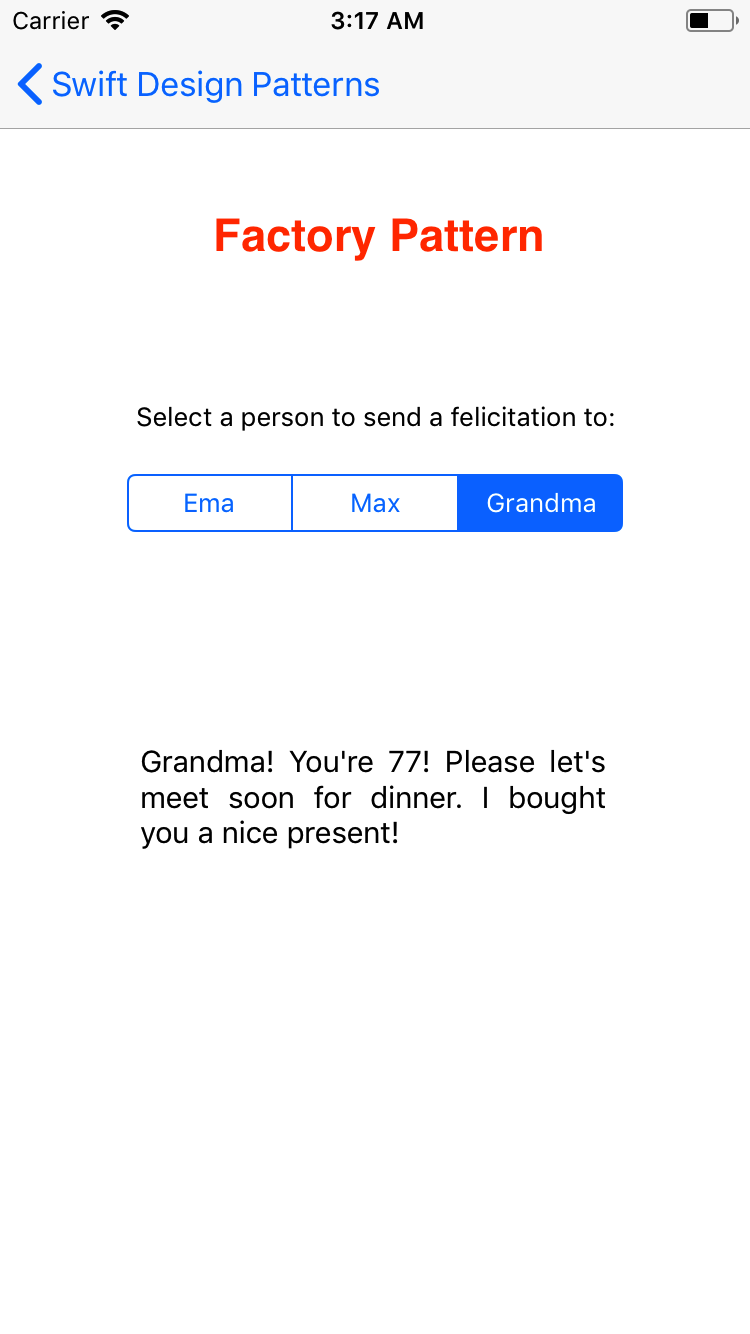 Carrier 3:17 AM
Swift Design Patterns
Factory Pattern
Select a person to send a felicitation to:
Ema Max Grandma
Grandma! You're 77! Please let's
meet soon for dinner. I bought
you a nice present!